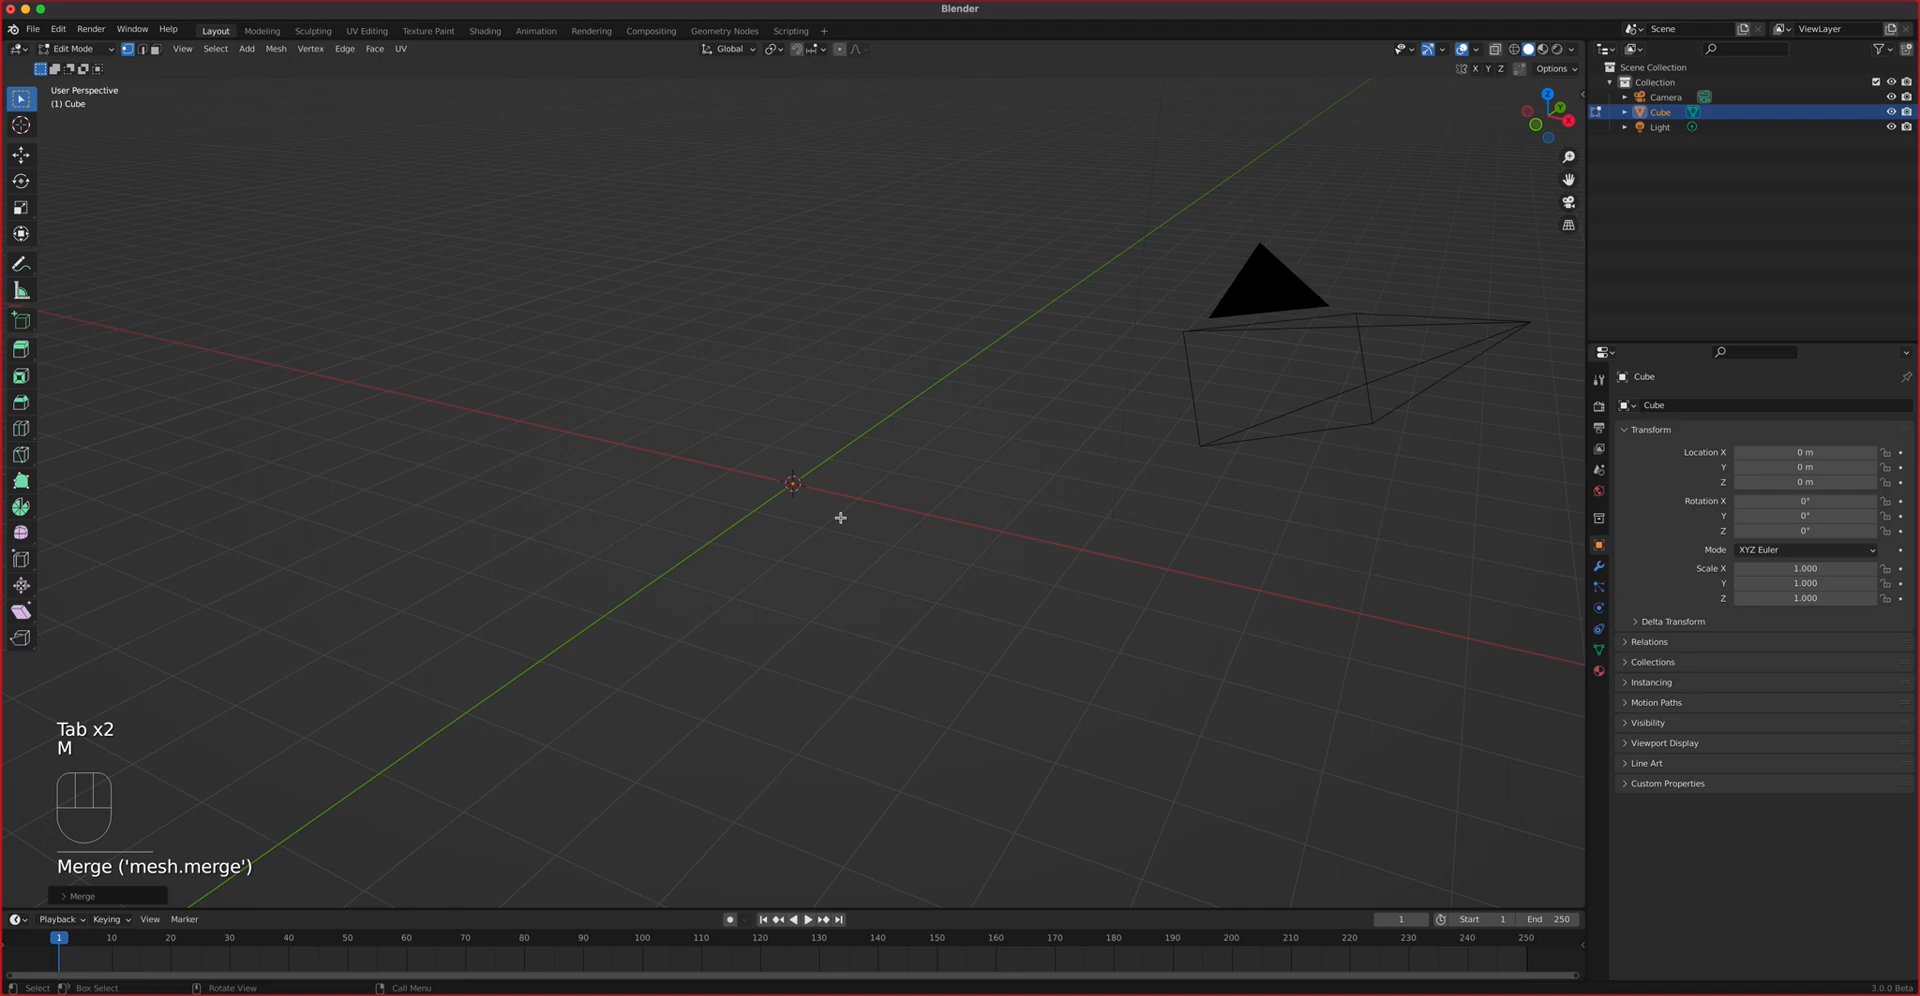 Blender
File Edit Render Window Help
Layout Modeling Sculpting UV Editing Texture Paint Shading Animation Rendering Compositing Geometry Nodes Scripting +
Scene
ViewLayer
Edit Mode View Select Add Mesh Vertex Edge Face UV
Global
X Y Z
Options
User Perspective
(1) Cube
Z
Y
X
Scene Collection
Collection
Camera
Cube
Light
Cube
Cube
Transform
Location X 0 m
Y 0 m
Z 0 m
Rotation X 0°
Y 0°
Z 0°
Mode XYZ Euler
Scale X 1.000
Y 1.000
Z 1.000
Delta Transform
Relations
Collections
Instancing
Motion Paths
Visibility
Viewport Display
Line Art
Custom Properties
Tab x2
M
Merge ('mesh.merge')
Merge
Playback Keying View Marker
1
Start 1
End 250
1 10 20 30 40 50 60 70 80 90 100 110 120 130 140 150 160 170 180 190 200 210 220 230 240 250
Select Box Select Rotate View Call Menu
3.0.0 Beta